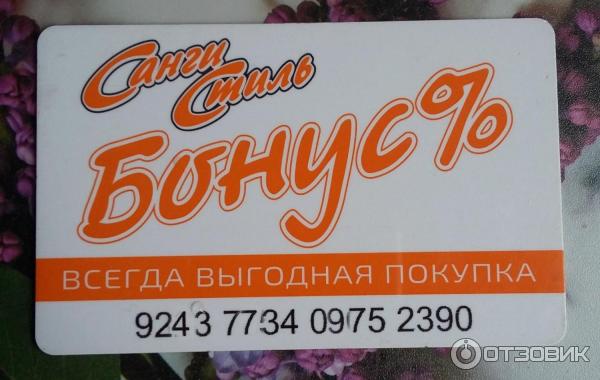 Санги
Стиль
Бонус%
ВСЕГДА ВЫГОДНАЯ ПОКУПКА
9243 7734 0975 2390
ОТЗОВИК